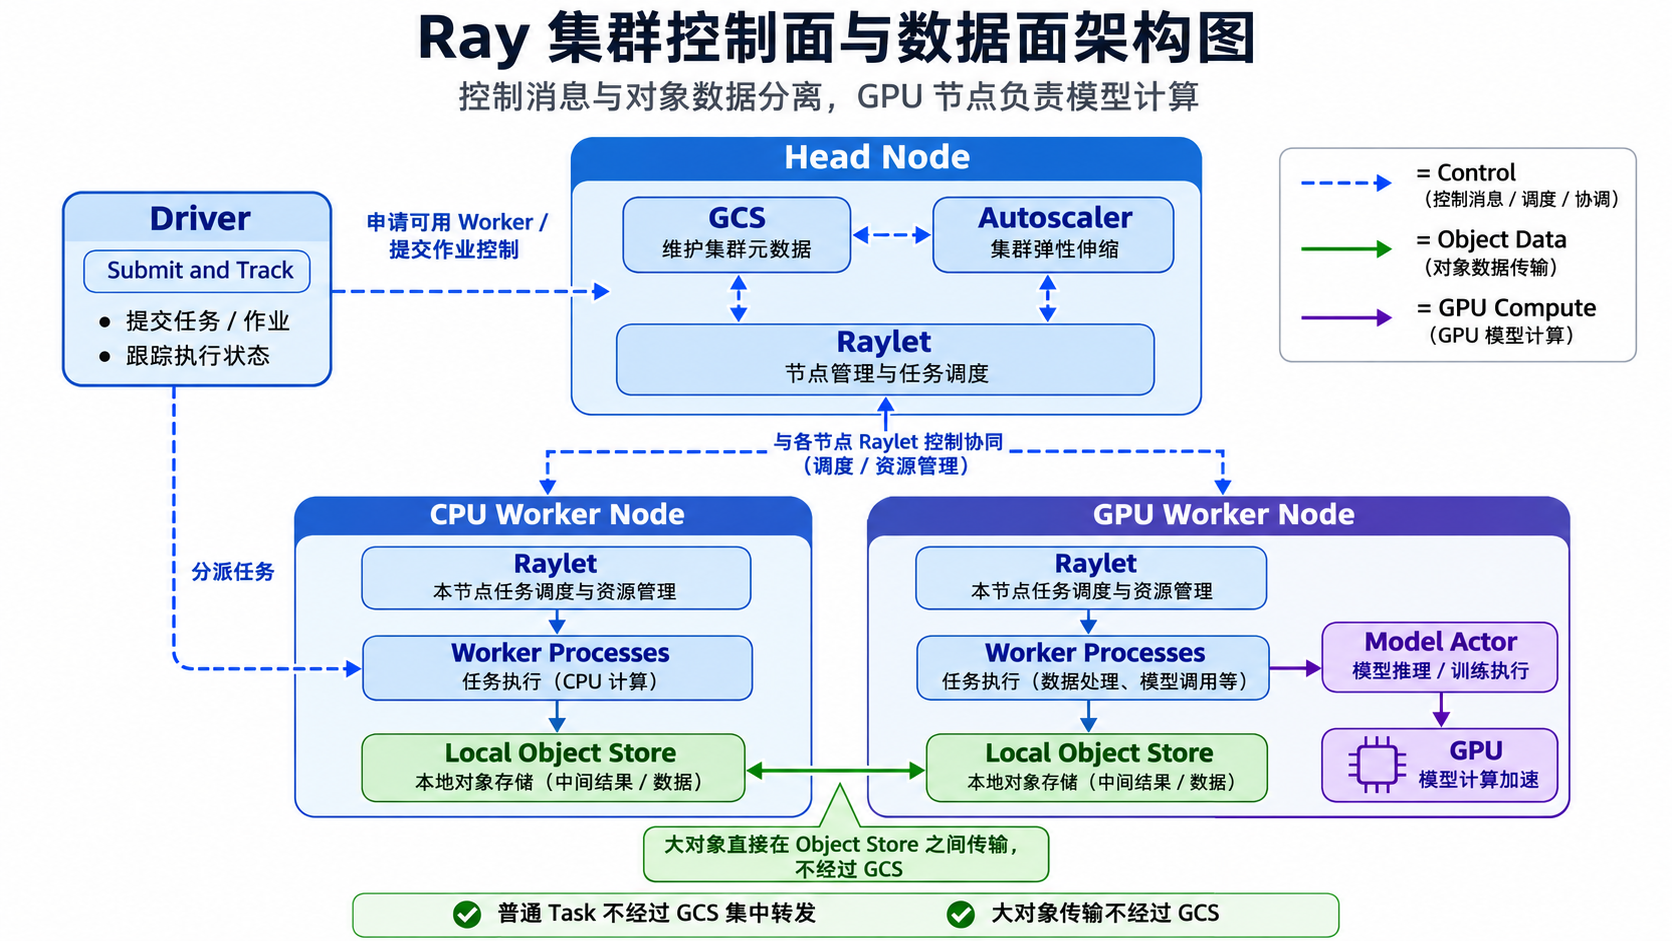 Ray 集群控制面与数据面架构图
控制消息与对象数据分离，GPU 节点负责模型计算
Head Node
GCS
维护集群元数据
Autoscaler
集群弹性伸缩
Raylet
节点管理与任务调度
Driver
Submit and Track
● 提交任务 / 作业
● 跟踪执行状态
申请可用 Worker /
提交作业控制
= Control
（控制消息 / 调度 / 协调）
= Object Data
（对象数据传输）
= GPU Compute
（GPU 模型计算）
与各节点 Raylet 控制协同
（调度 / 资源管理）
分派任务
CPU Worker Node
Raylet
本节点任务调度与资源管理
Worker Processes
任务执行（CPU 计算）
Local Object Store
本地对象存储（中间结果 / 数据）
GPU Worker Node
Raylet
本节点任务调度与资源管理
Worker Processes
任务执行（数据处理、模型调用等）
Local Object Store
本地对象存储（中间结果 / 数据）
Model Actor
模型推理 / 训练执行
GPU
模型计算加速
大对象直接在 Object Store 之间传输，
不经过 GCS
普通 Task 不经过 GCS 集中转发
大对象传输不经过 GCS